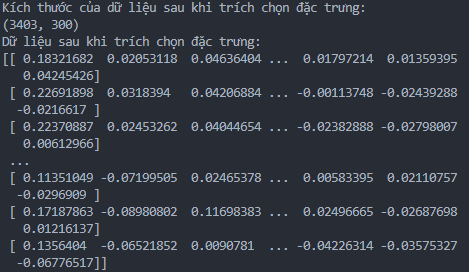 Kích thước của dữ liệu sau khi trích chọn đặc trưng:
(3403, 300)
Dữ liệu sau khi trích chọn đặc trưng:
[[ 0.18321682  0.02053118  0.04636404 ...  0.01797214  0.01359395
   0.04245426]
 [ 0.22691898  0.0318394   0.04206884 ... -0.00113748 -0.02439288
  -0.0216617 ]
 [ 0.22370887  0.02453262  0.04044654 ... -0.02382888 -0.02798007
   0.00612966]
 ...
 [ 0.11351049 -0.07199505  0.02465378 ...  0.00583395  0.02110757
  -0.0296909 ]
 [ 0.17187863 -0.08980802  0.11698383 ...  0.02496665 -0.02687698
   0.01216137]
 [ 0.1356404  -0.06521852  0.0090781  ... -0.04226314 -0.03575327
  -0.06776517]]